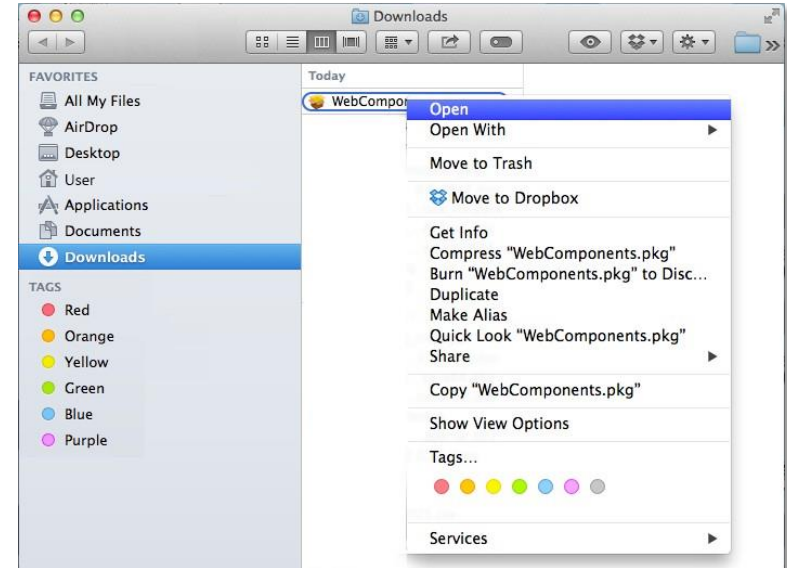 Downloads
FAVORITES
All My Files
AirDrop
Desktop
User
Applications
Documents
Downloads
TAGS
Red
Orange
Yellow
Green
Blue
Purple
Today
WebCompon
Open
Open With
Move to Trash
Move to Dropbox
Get Info
Compress “WebComponents.pkg”
Burn “WebComponents.pkg” to Disc...
Duplicate
Make Alias
Quick Look “WebComponents.pkg”
Share
Copy “WebComponents.pkg”
Show View Options
Tags...
Services